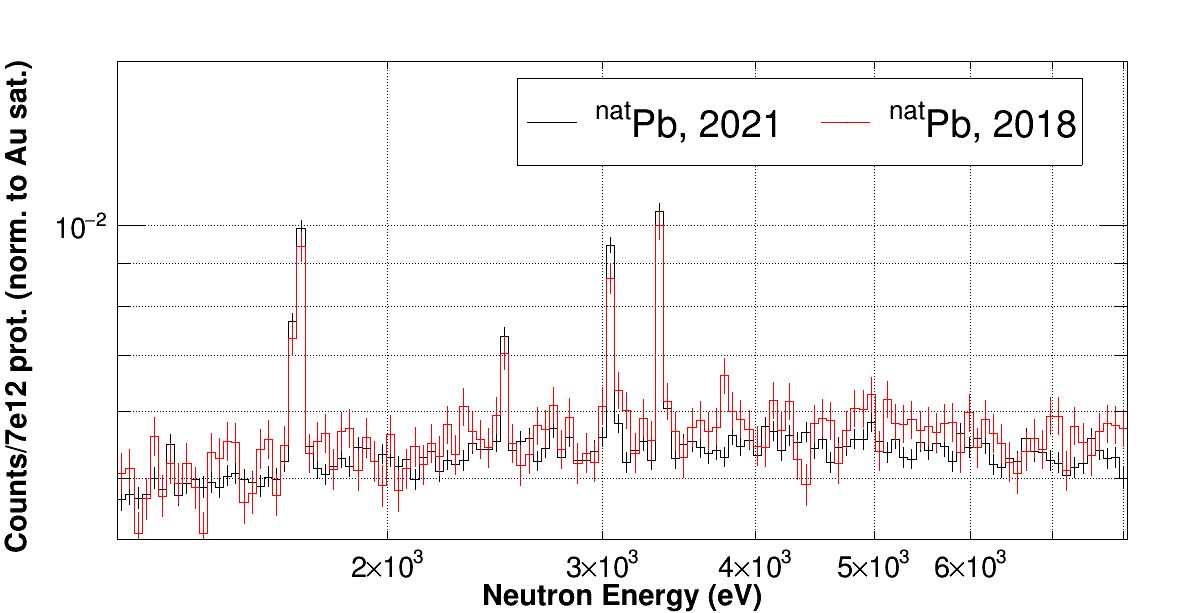 Counts/7e12 prot. (norm. to Au sat.)
natPb, 2021 natPb, 2018
10−2
2×10³ 3×10³ 4×10³ 5×10³ 6×10³
Neutron Energy (eV)